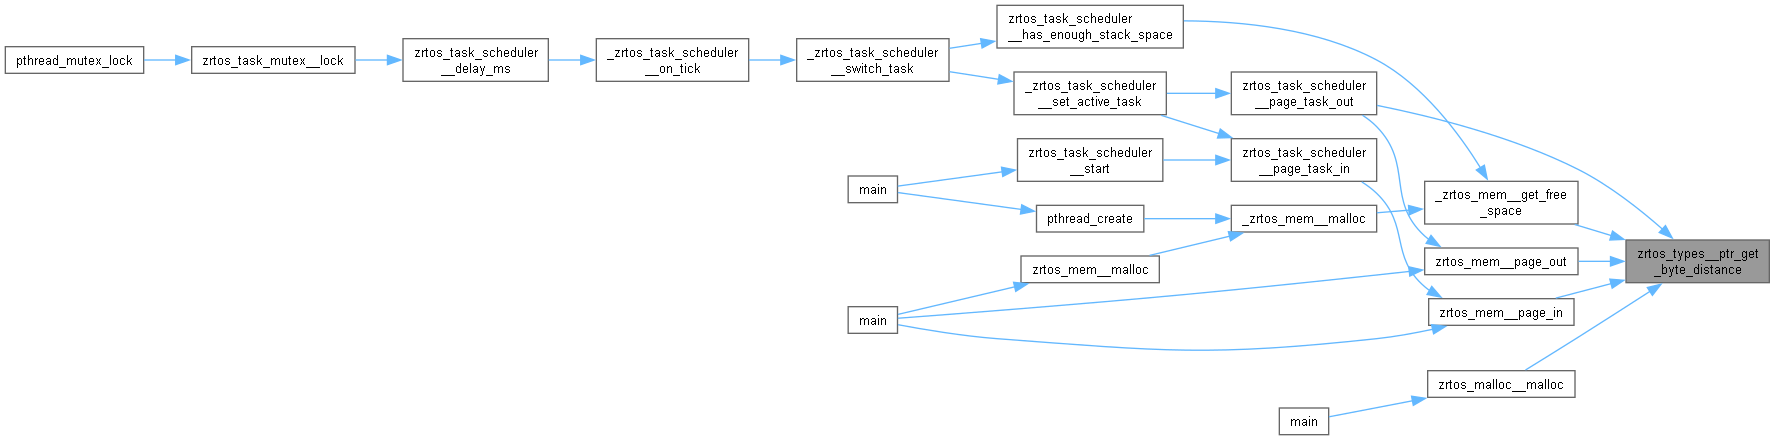 zrtos_task_scheduler
__has_enough_stack_space
pthread_mutex_lock
zrtos_task_mutex__lock
zrtos_task_scheduler
__delay_ms
_zrtos_task_scheduler
__on_tick
_zrtos_task_scheduler
__switch_task
_zrtos_task_scheduler
__set_active_task
zrtos_task_scheduler
__page_task_out
zrtos_task_scheduler
__start
zrtos_task_scheduler
__page_task_in
main
pthread_create
_zrtos_mem__malloc
_zrtos_mem__get_free
_space
zrtos_mem__malloc
zrtos_mem__page_out
zrtos_types__ptr_get
_byte_distance
main
zrtos_mem__page_in
zrtos_malloc__malloc
main